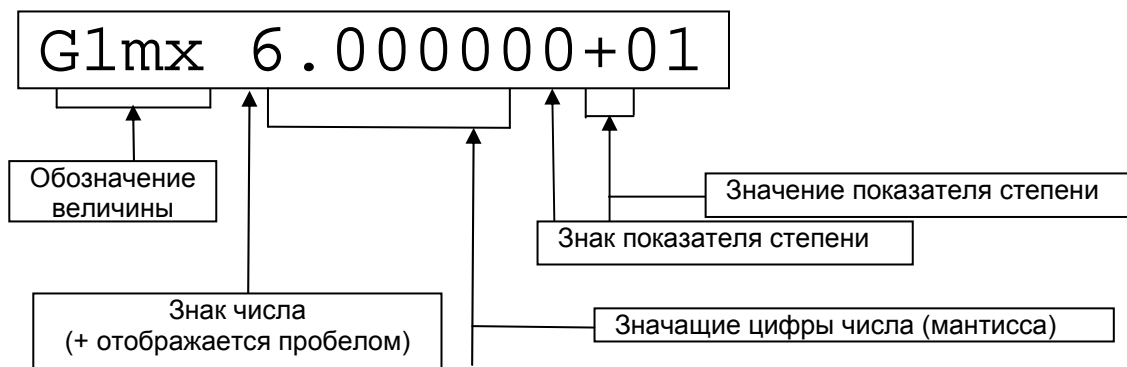 G1mx 6.000000+01
Обозначение
величины
Значение показателя степени
Знак показателя степени
Знак числа
(+ отображается пробелом)
Значащие цифры числа (мантисса)